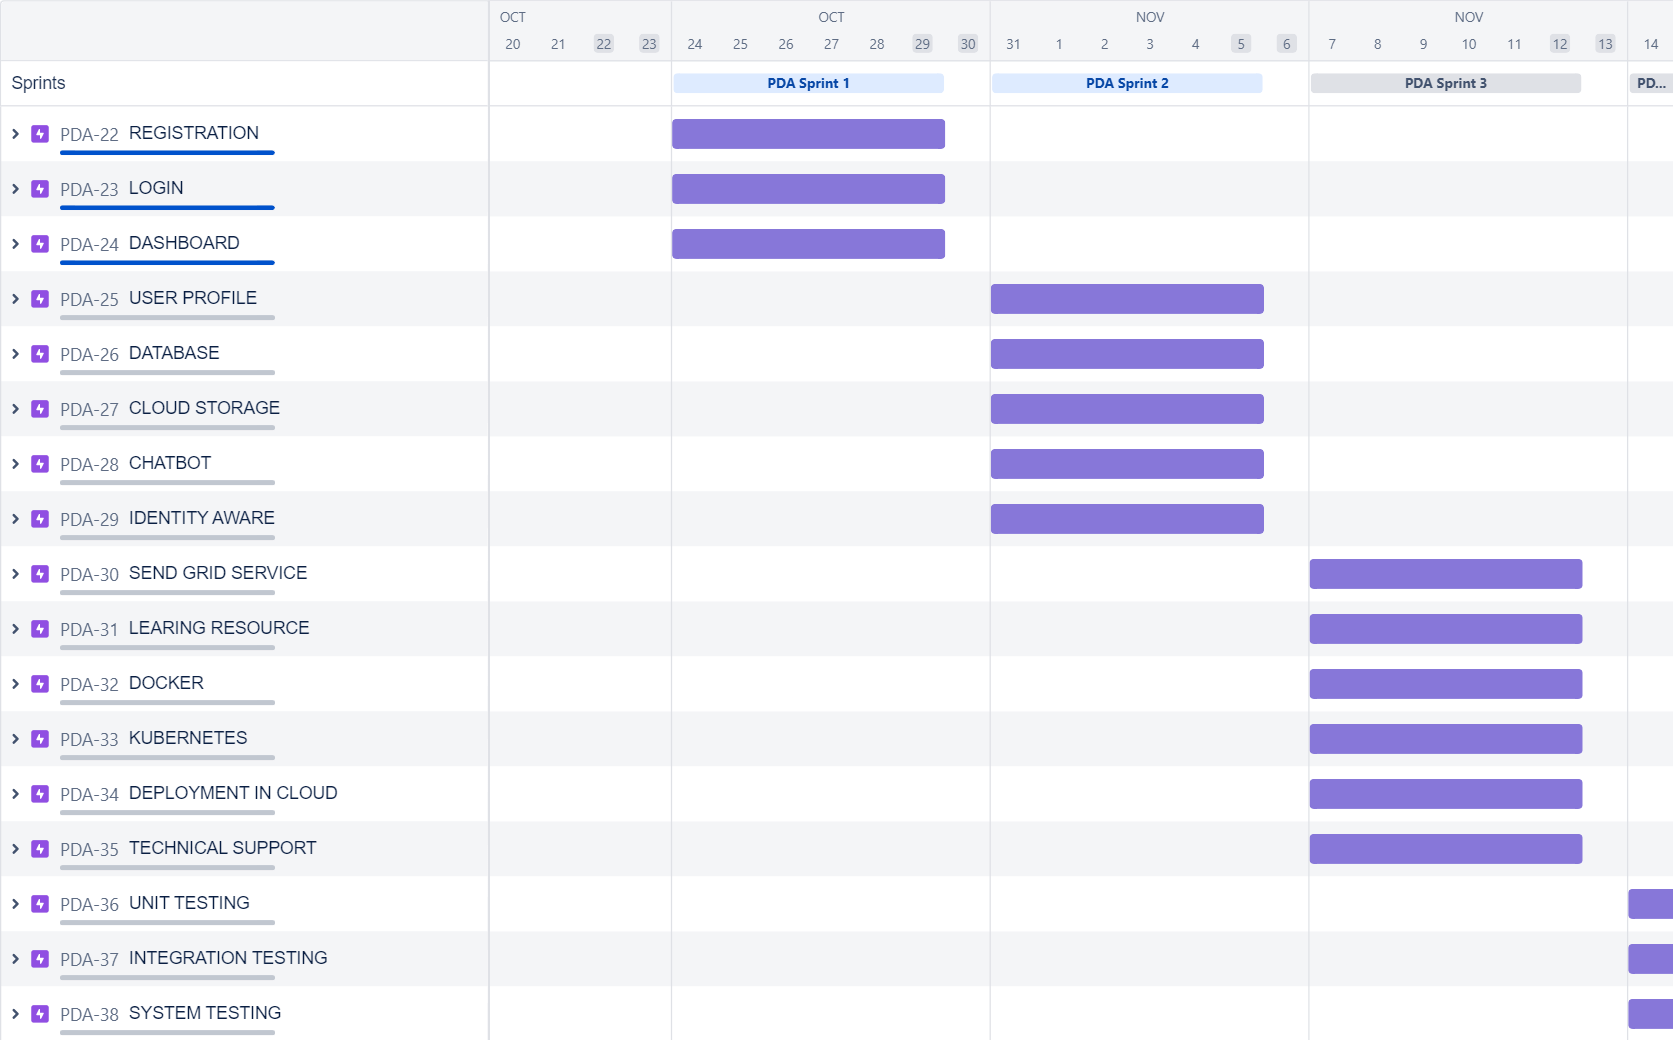 OCT OCT NOV NOV
20 21 22 23 24 25 26 27 28 29 30 31 1 2 3 4 5 6 7 8 9 10 11 12 13 14
Sprints PDA Sprint 1 PDA Sprint 2 PDA Sprint 3 PD...
PDA-22 REGISTRATION
PDA-23 LOGIN
PDA-24 DASHBOARD
PDA-25 USER PROFILE
PDA-26 DATABASE
PDA-27 CLOUD STORAGE
PDA-28 CHATBOT
PDA-29 IDENTITY AWARE
PDA-30 SEND GRID SERVICE
PDA-31 LEARING RESOURCE
PDA-32 DOCKER
PDA-33 KUBERNETES
PDA-34 DEPLOYMENT IN CLOUD
PDA-35 TECHNICAL SUPPORT
PDA-36 UNIT TESTING
PDA-37 INTEGRATION TESTING
PDA-38 SYSTEM TESTING